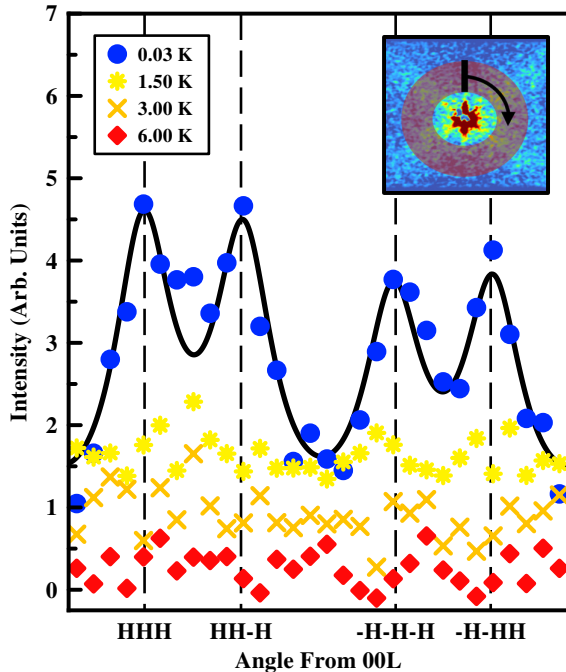 7
6
5
4
3
2
1
0
Intensity (Arb. Units)
0.03 K
1.50 K
3.00 K
6.00 K
HHH HH-H -H-H-H -H-HH
Angle From 00L